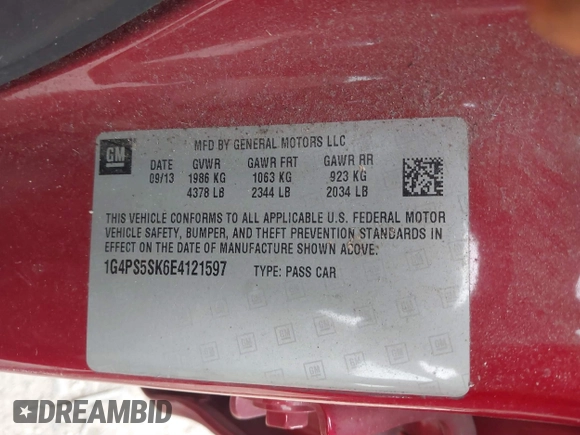 GM
MFD BY GENERAL MOTORS LLC
DATE GVWR GAWR FRT GAWR RR
09/13 1986 KG 1063 KG 923 KG
4378 LB 2344 LB 2034 LB
THIS VEHICLE CONFORMS TO ALL APPLICABLE U.S. FEDERAL MOTOR
VEHICLE SAFETY, BUMPER, AND THEFT PREVENTION STANDARDS IN
EFFECT ON THE DATE OF MANUFACTURE SHOWN ABOVE.
1G4PS5SK6E4121597 TYPE: PASS CAR
DREAMBID